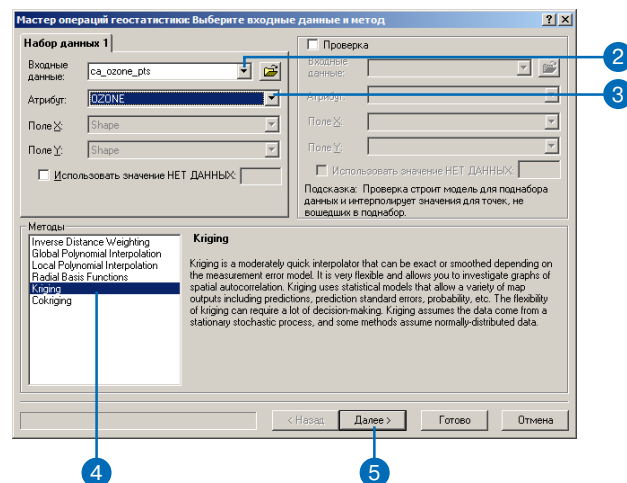 Мастер операций геостатистики: Выберите входные данные и метод
Набор данных 1
Входные данные:
ca_ozone_pts
Атрибут:
OZONE
Поле X:
Shape
Поле Y:
Shape
Использовать значение НЕТ ДАННЫХ:
Проверка
Входные данные:
Атрибут:
Поле X:
Поле Y:
Использовать значение НЕТ ДАННЫХ:
Подсказка: Проверка строит модель для поднабора
данных и интерполирует значения для точек, не
вошедших в поднабор.
2
3
Методы
Inverse Distance Weighting
Global Polynomial Interpolation
Local Polynomial Interpolation
Radial Basis Functions
Kriging
Cokriging
Kriging
Kriging is a moderately quick interpolator that can be exact or smoothed depending on
the measurement error model. It is very flexible and allows you to investigate graphs of
spatial autocorrelation. Kriging uses statistical models that allow a variety of map
outputs including predictions, prediction standard errors, probability, etc. The flexibility
of kriging can require a lot of decision-making. Kriging assumes the data come from a
stationary stochastic process, and some methods assume normally-distributed data.
< Назад
Далее >
Готово
Отмена
4
5